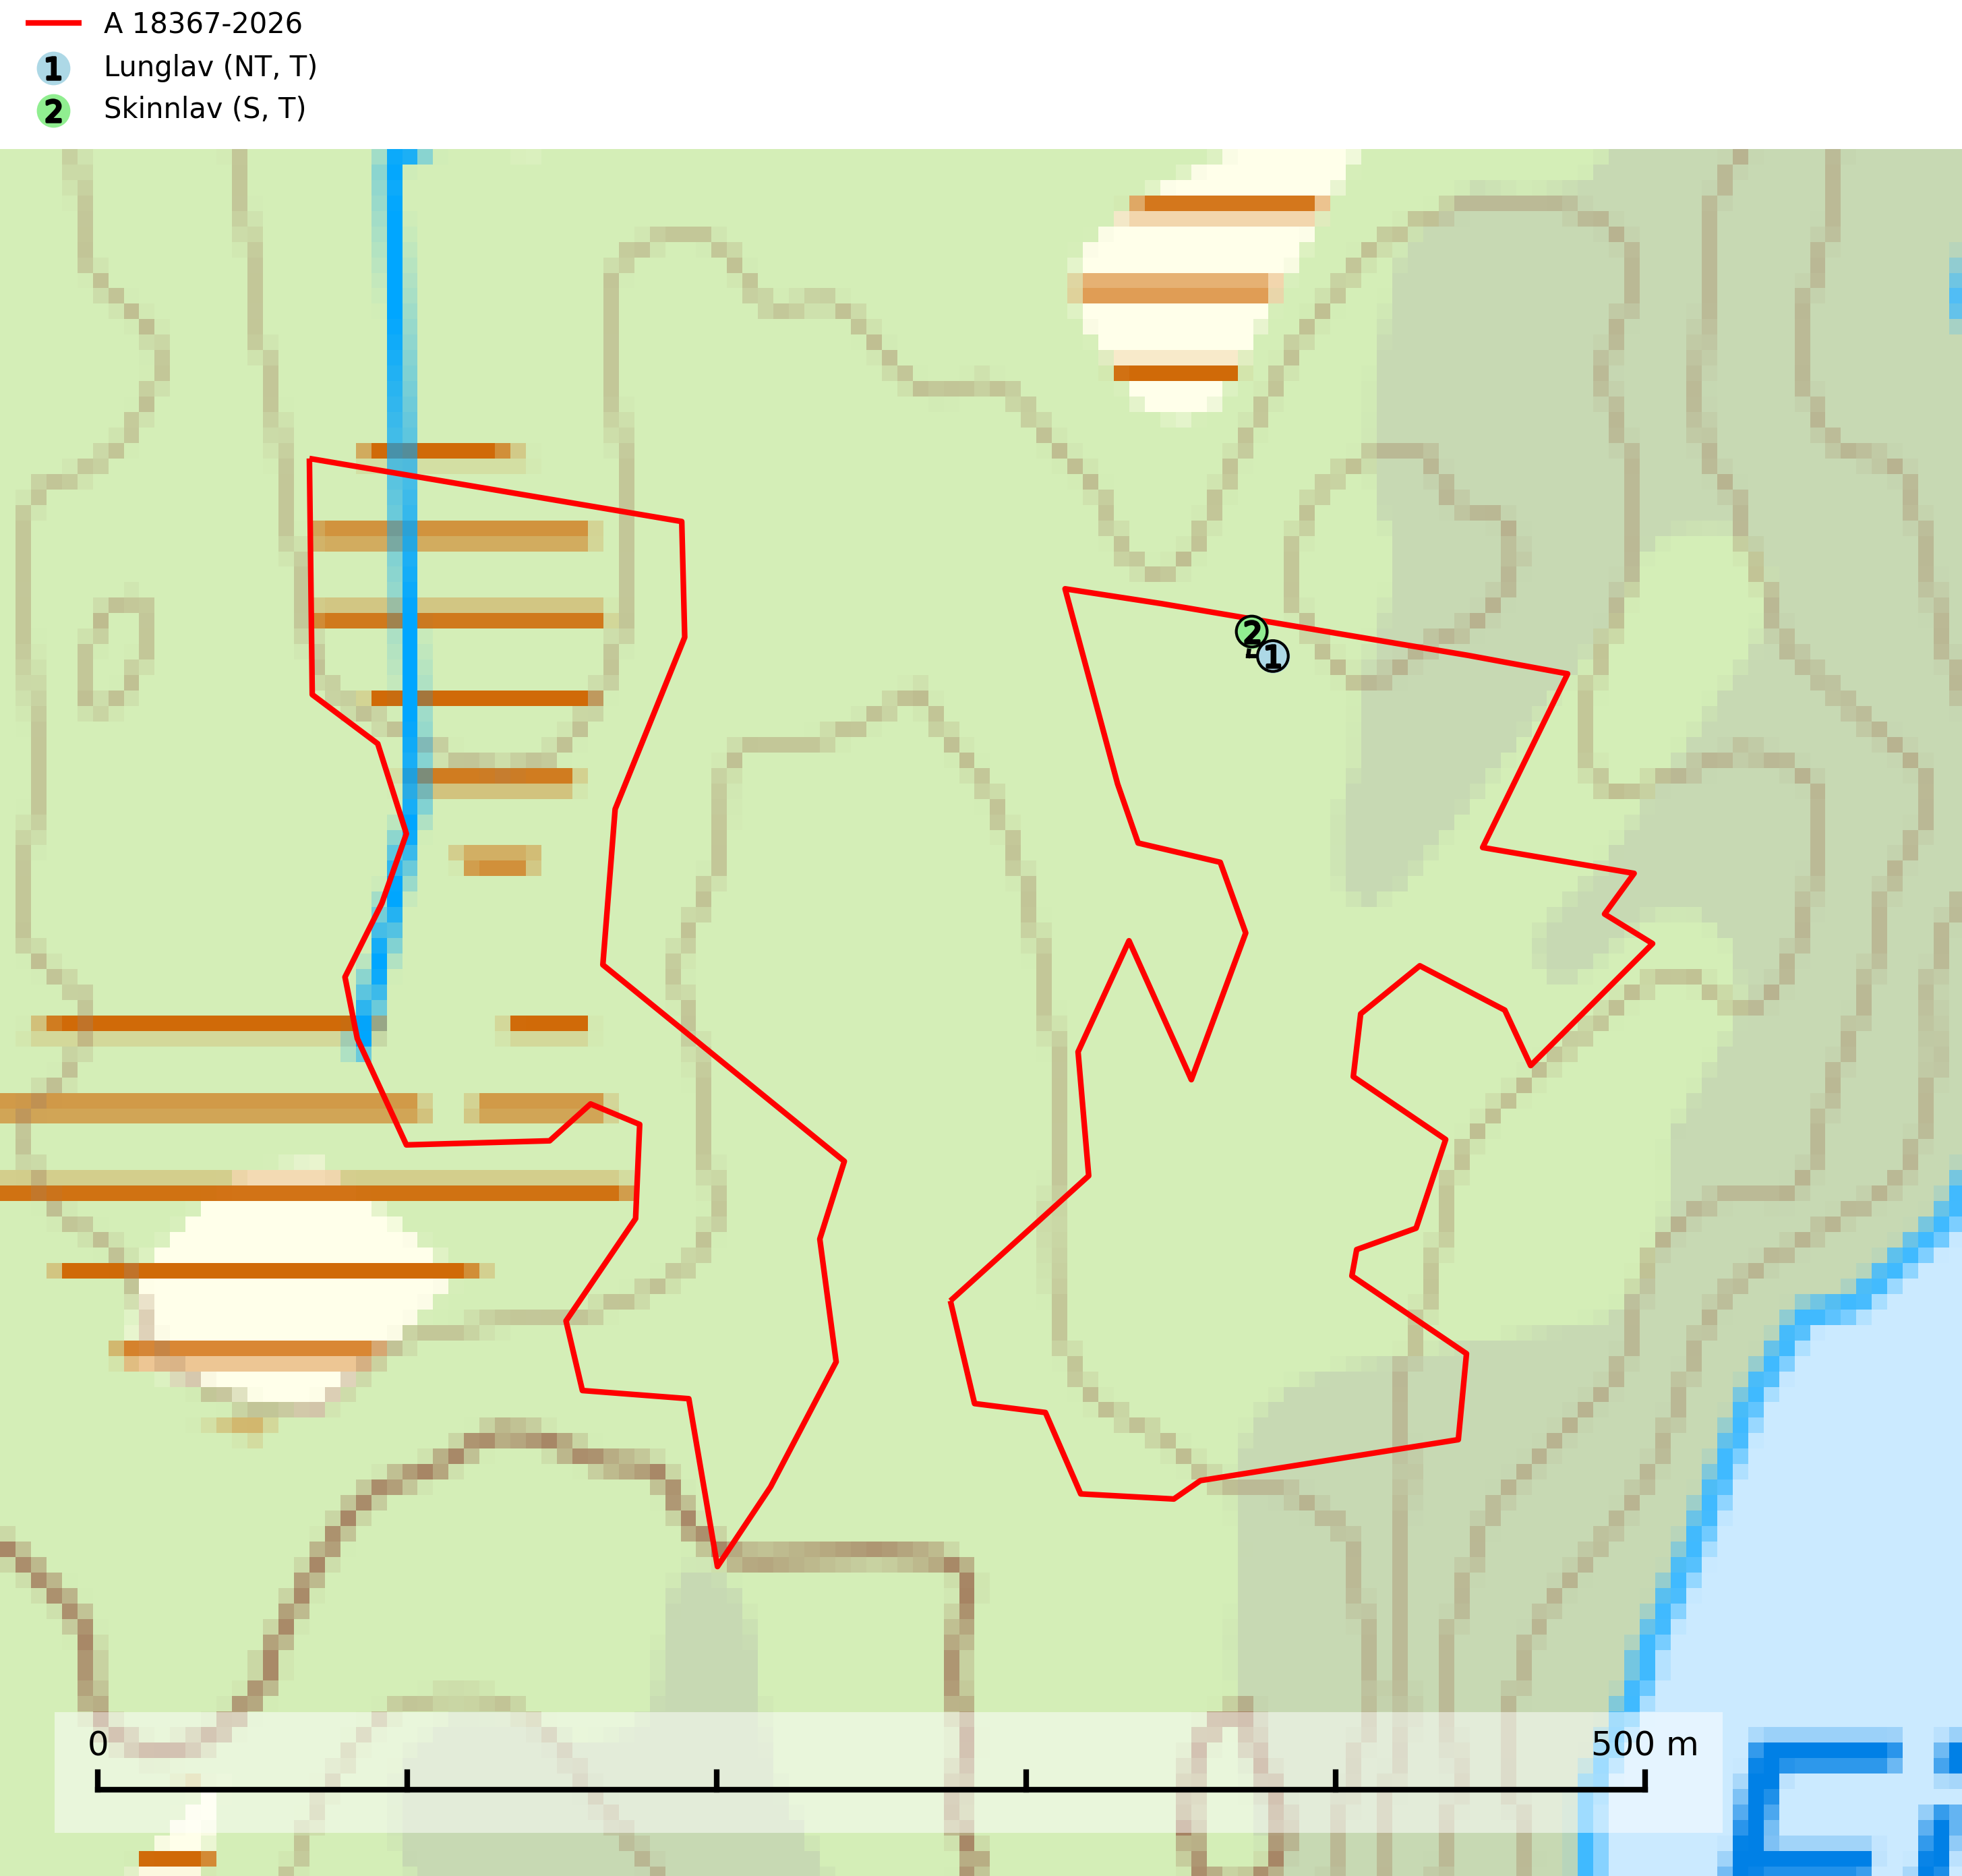 A 18367-2026
1 Lunglav (NT, T)
2 Skinnlav (S, T)
2
1
0 500 m